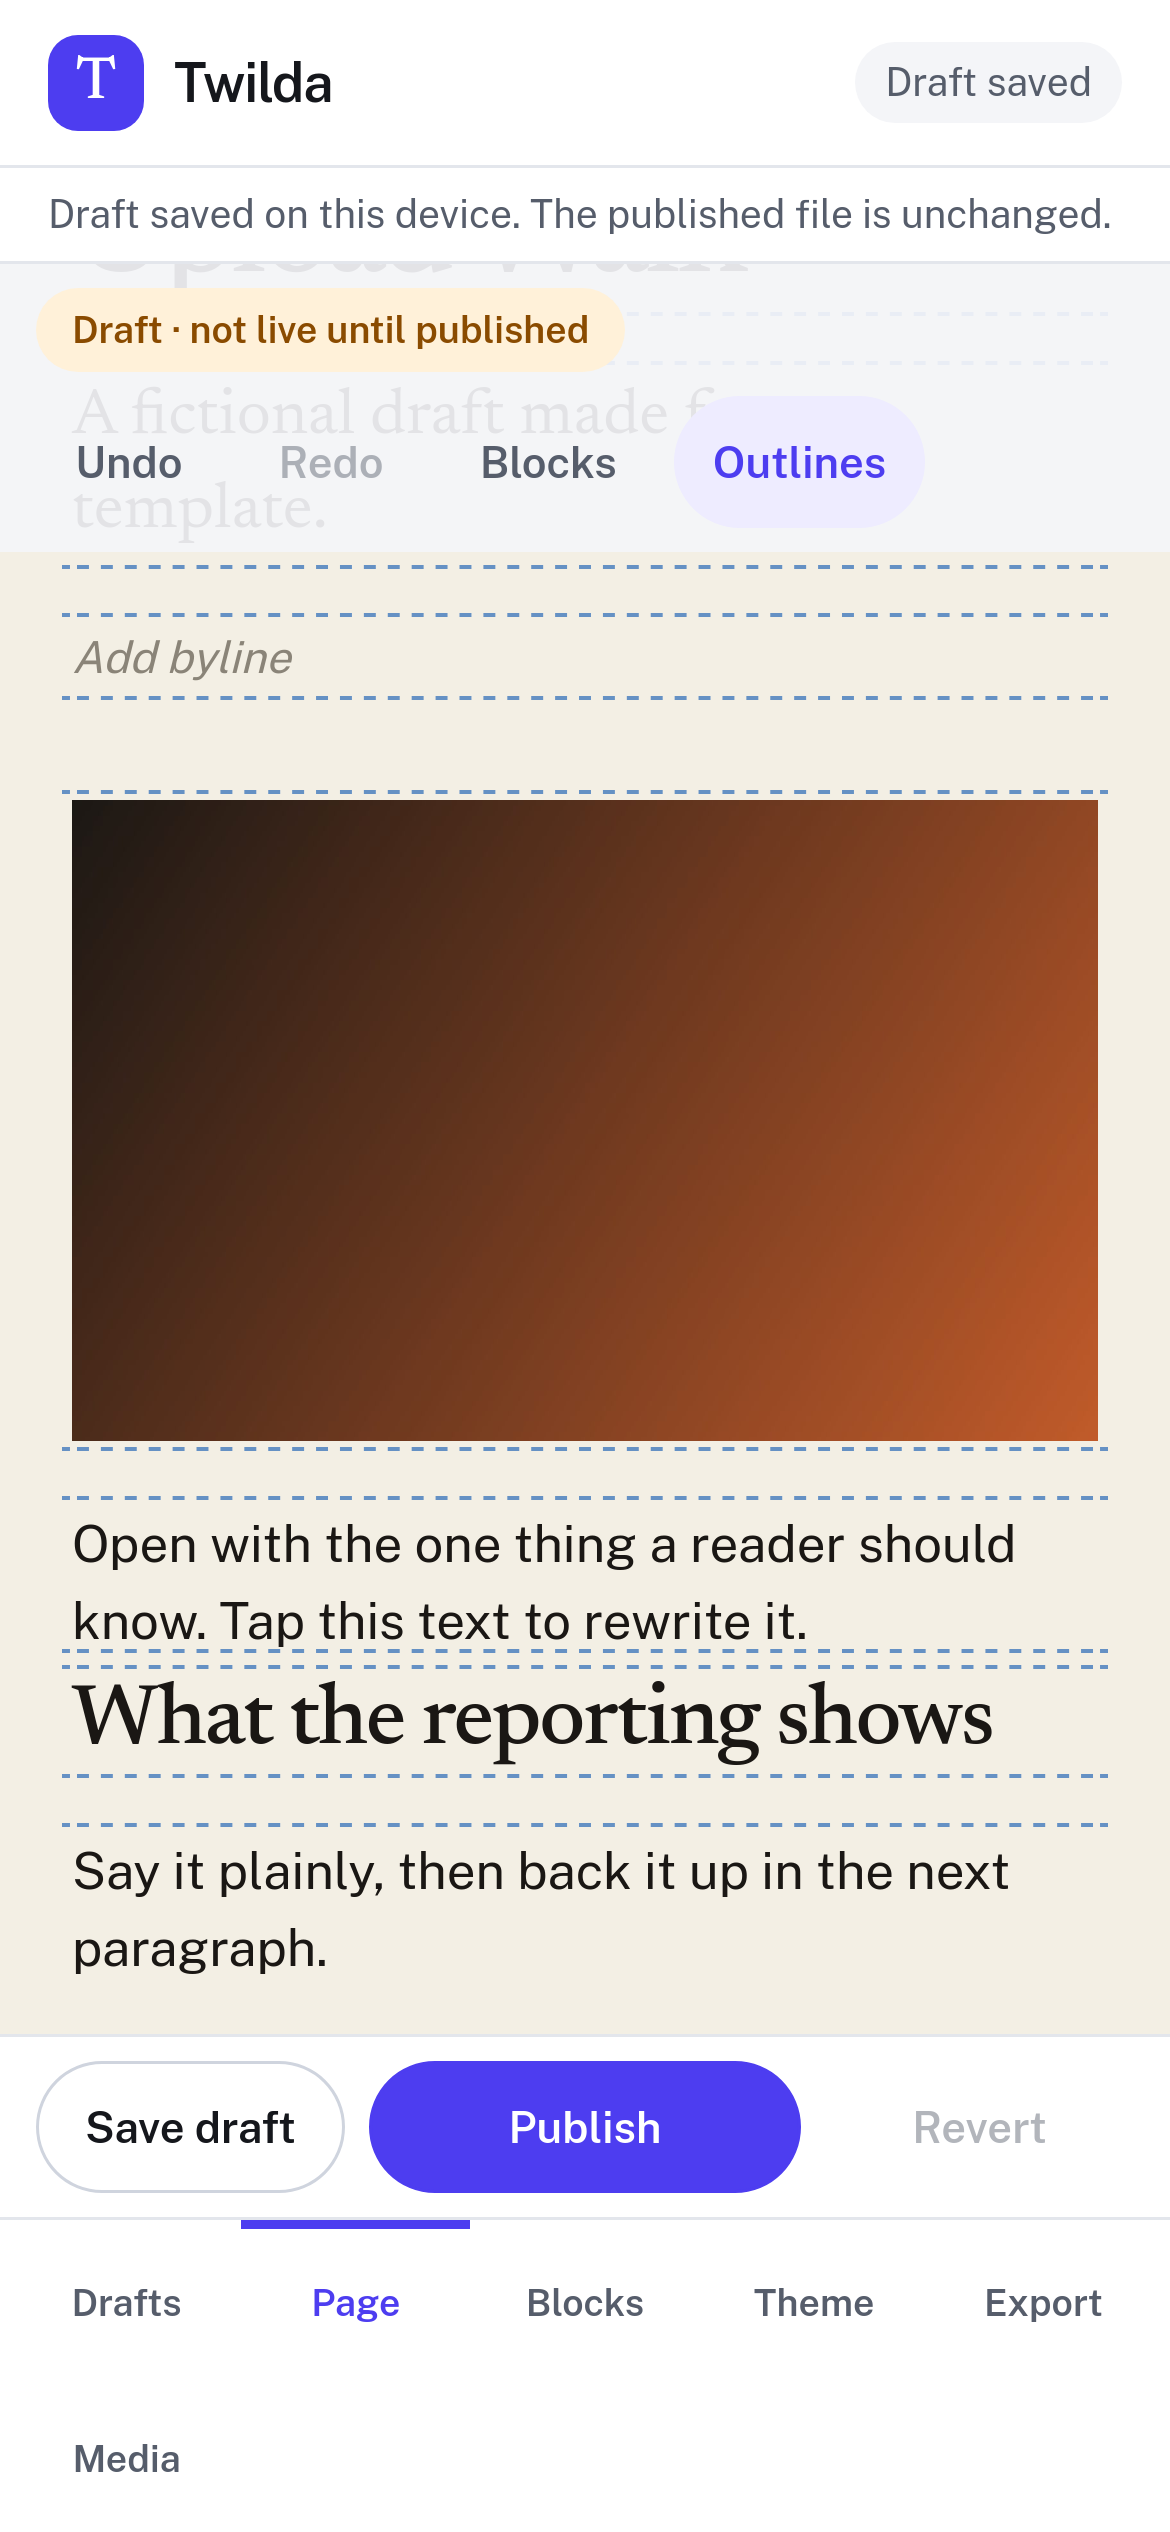 T
Twilda
Draft saved
Draft saved on this device. The published file is unchanged.
Draft · not live until published
A fictional draft made
Undo
Redo
Blocks
Outlines
template.
Add byline
Open with the one thing a reader should
know. Tap this text to rewrite it.
What the reporting shows
Say it plainly, then back it up in the next
paragraph.
Save draft
Publish
Revert
Drafts
Page
Blocks
Theme
Export
Media